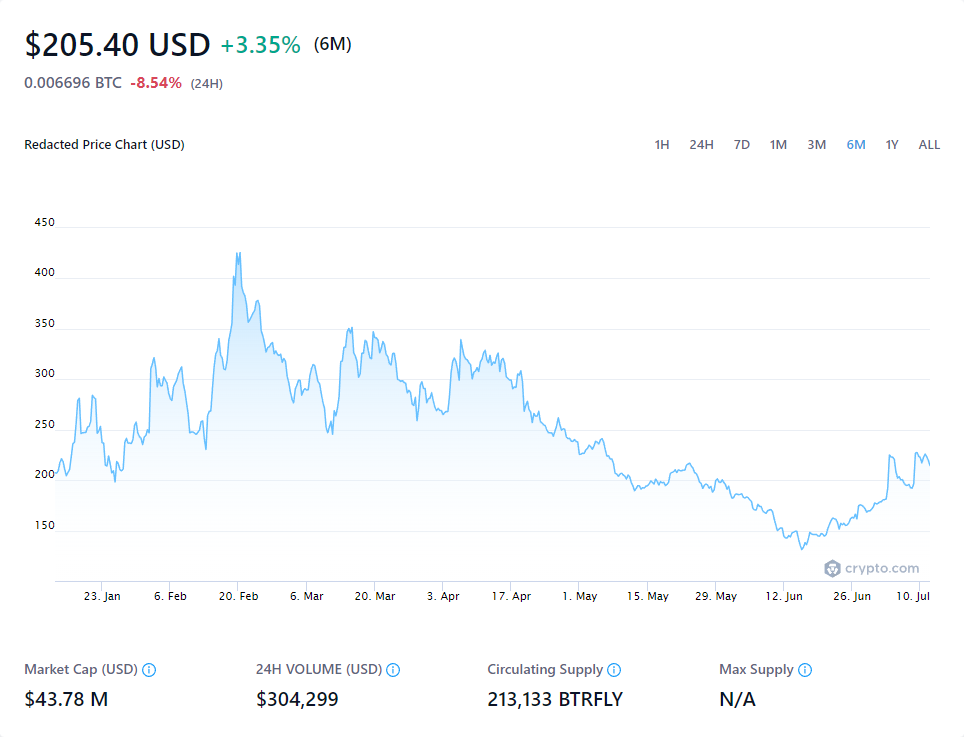 $205.40 USD +3.35% (6M)
0.006696 BTC -8.54% (24H)
Redacted Price Chart (USD) 1H 24H 7D 1M 3M 6M 1Y ALL
450
400
350
300
250
200
150
crypto.com
23. Jan 6. Feb 20. Feb 6. Mar 20. Mar 3. Apr 17. Apr 1. May 15. May 29. May 12. Jun 26. Jun 10. Jul
Market Cap (USD) 24H VOLUME (USD) Circulating Supply Max Supply
$43.78 M $304,299 213,133 BTRFLY N/A